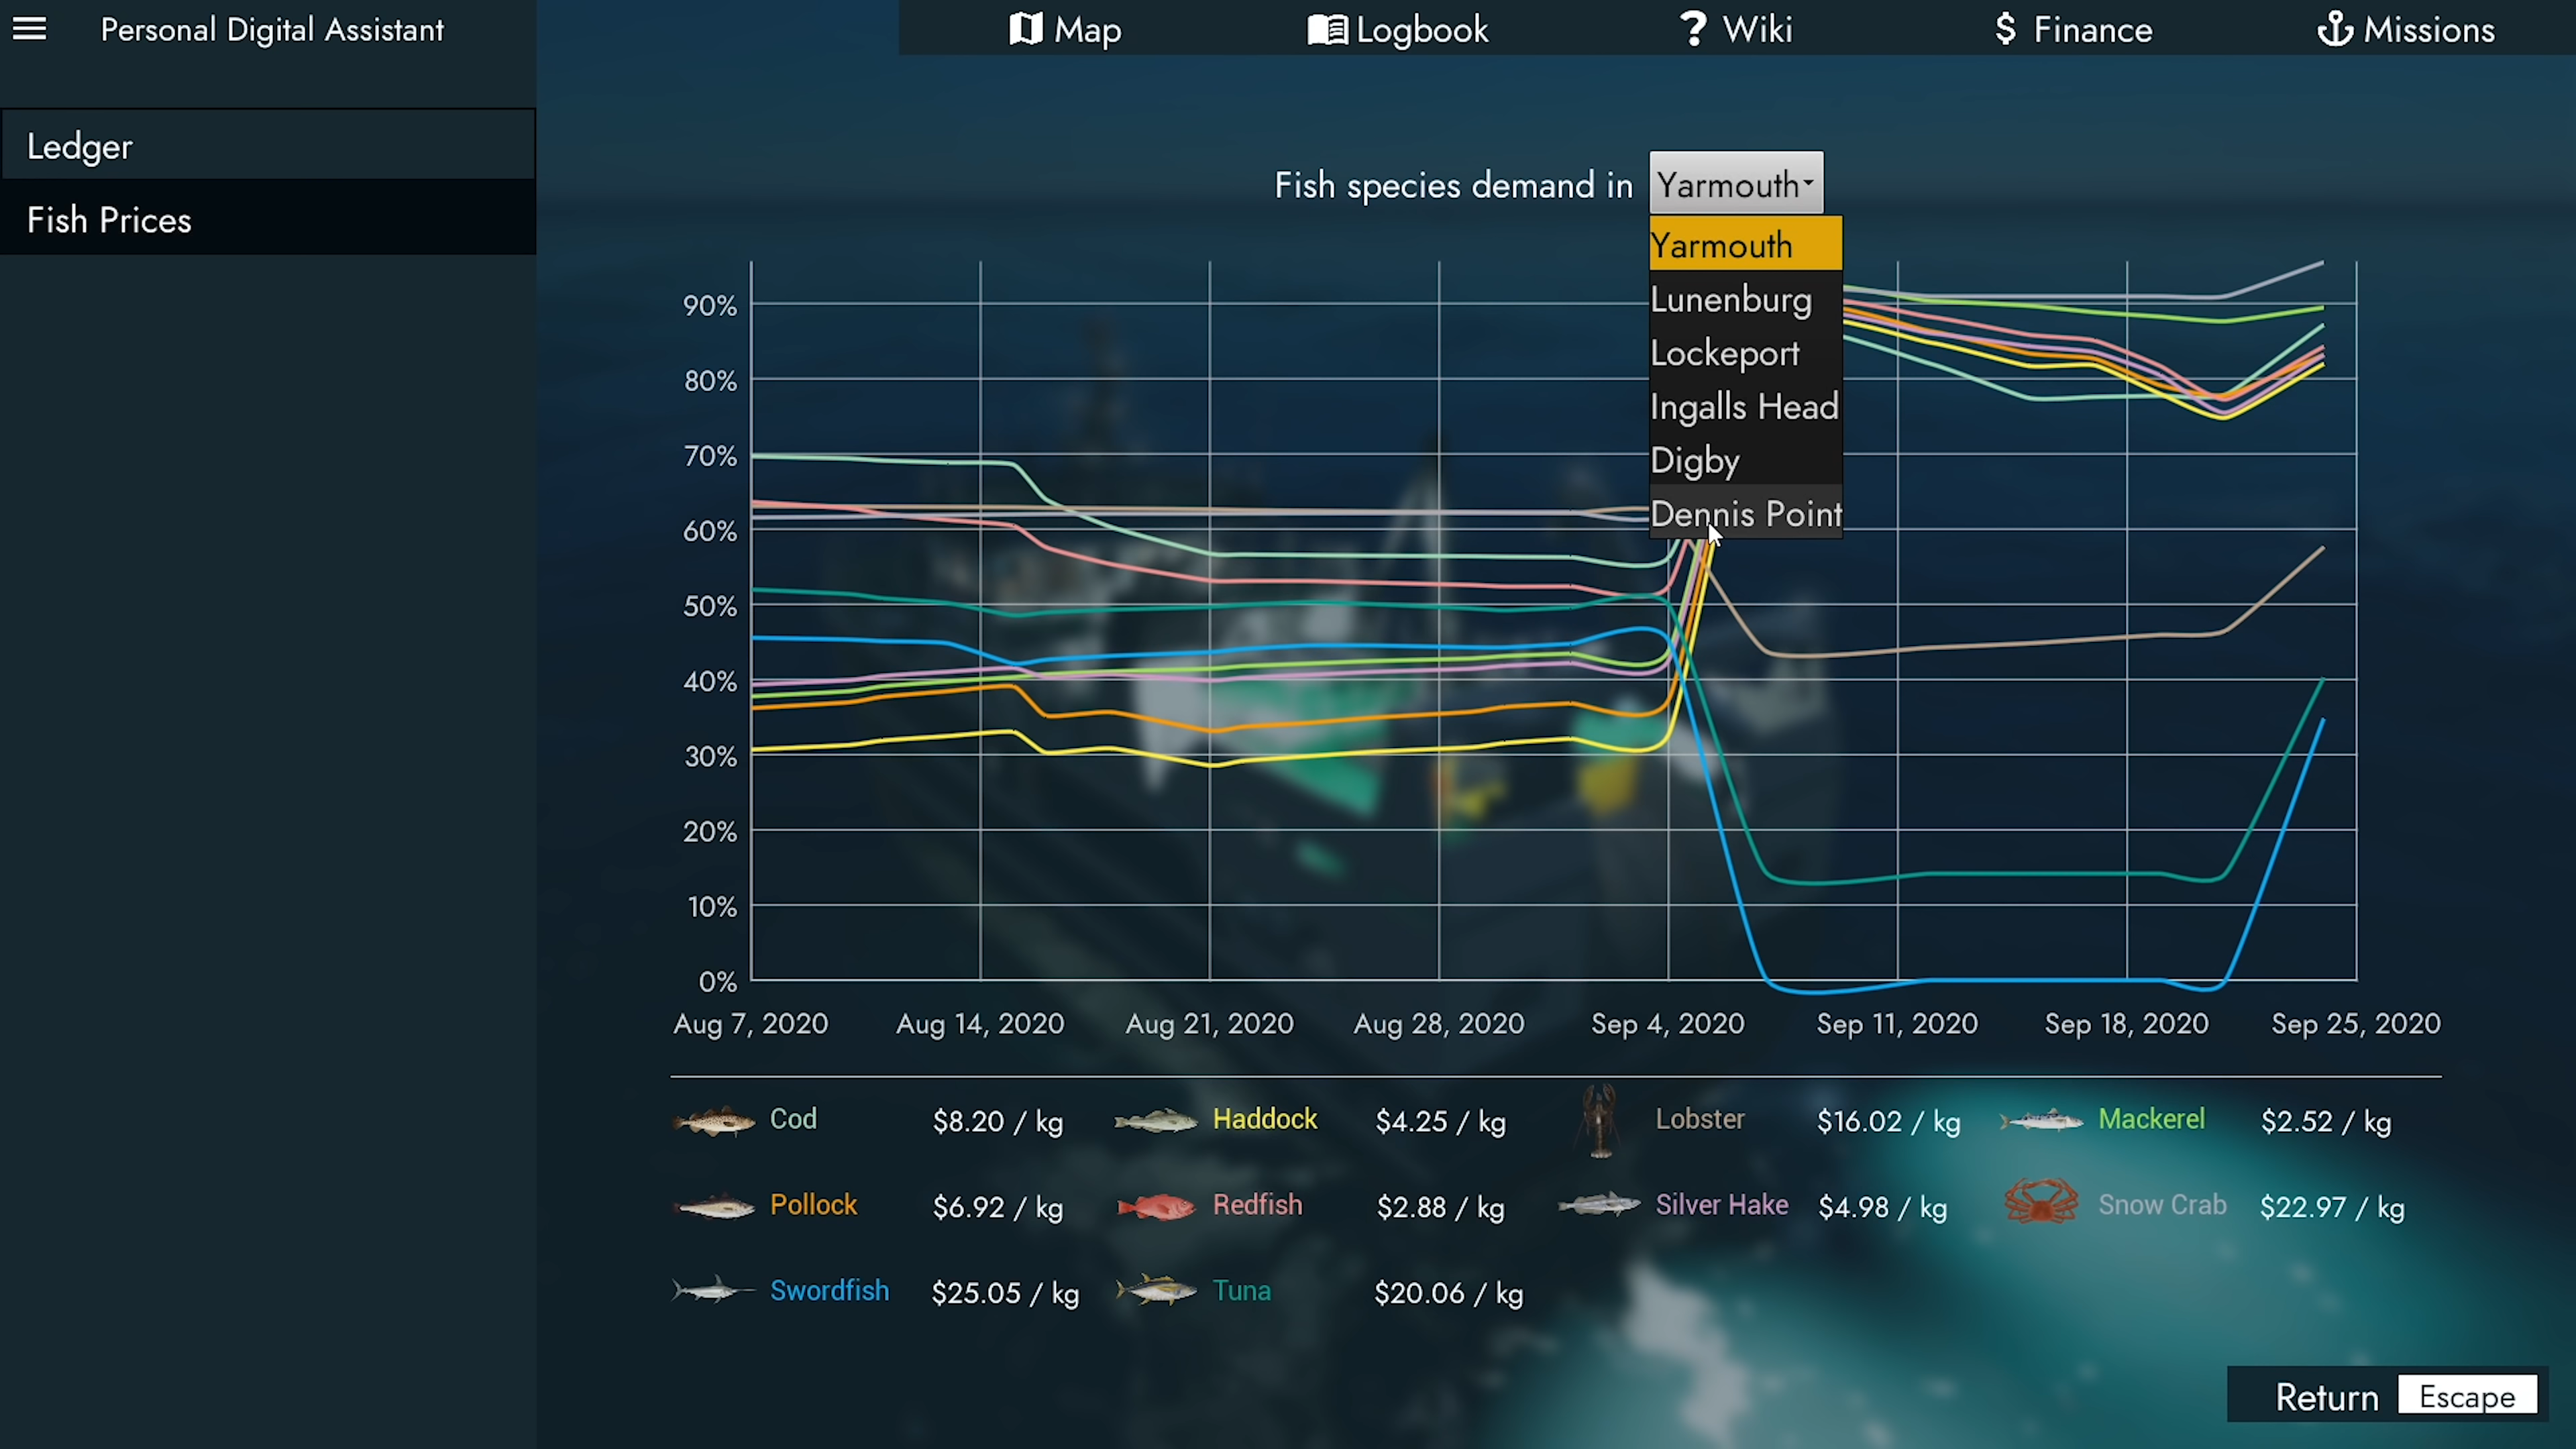 Personal Digital Assistant
Map
Logbook
? Wiki
$ Finance
Missions
Ledger
Fish Prices
Fish species demand in Yarmouth
Yarmouth
Lunenburg
Lockeport
Ingalls Head
Digby
Dennis Point
90%
80%
70%
60%
50%
40%
30%
20%
10%
0%
Aug 7, 2020 Aug 14, 2020 Aug 21, 2020 Aug 28, 2020 Sep 4, 2020 Sep 11, 2020 Sep 18, 2020 Sep 25, 2020
Cod $8.20 / kg Haddock $4.25 / kg Lobster $16.02 / kg Mackerel $2.52 / kg
Pollock $6.92 / kg Redfish $2.88 / kg Silver Hake $4.98 / kg Snow Crab $22.97 / kg
Swordfish $25.05 / kg Tuna $20.06 / kg
Return Escape